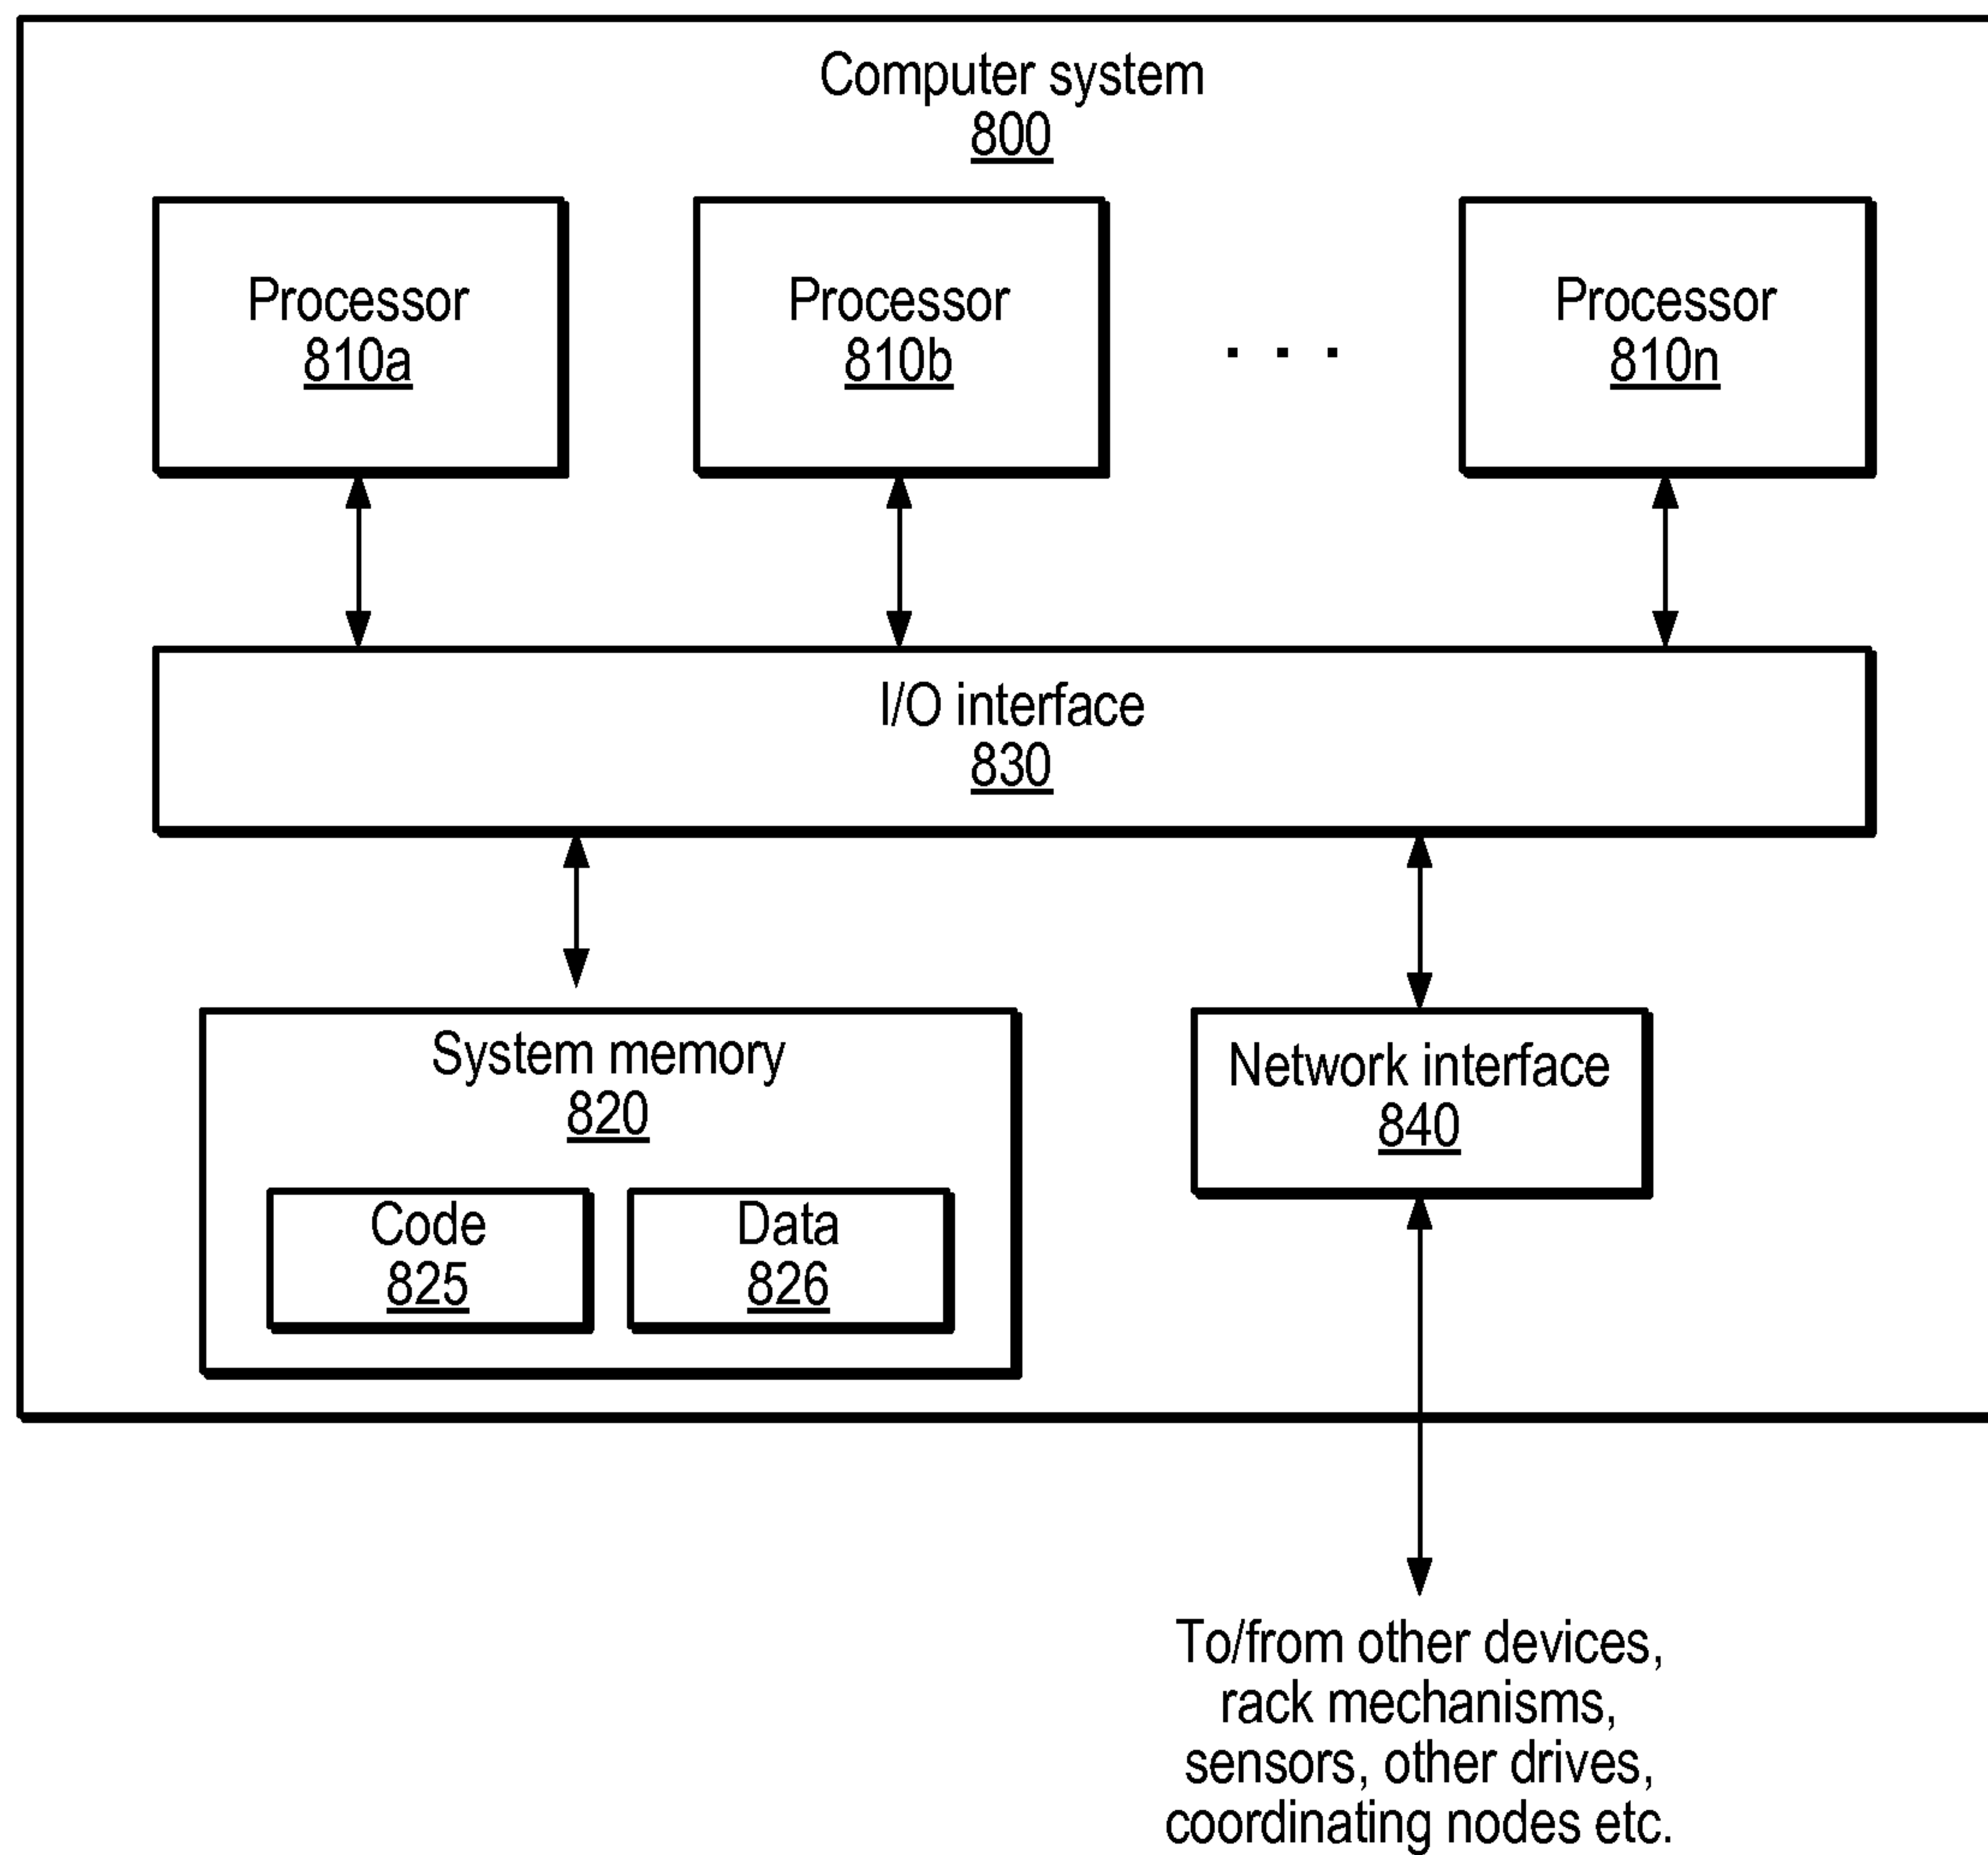 Computer system
800
Processor
810a
Processor
810b
. . .
Processor
810n
I/O interface
830
System memory
820
Code
825
Data
826
Network interface
840
To/from other devices,
rack mechanisms,
sensors, other drives,
coordinating nodes etc.